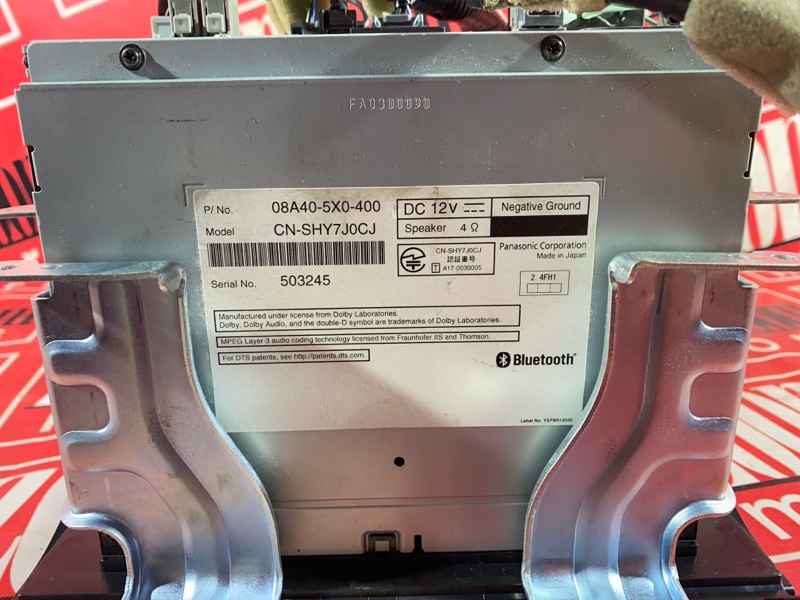 FA0300090
P/No. 08A40-5X0-400
Model CN-SHY7J0CJ
Serial No. 503245
DC 12V Negative Ground
Speaker 4 Ω
CN-SHY7J0CJ
認証番号
T A17-0030005
Panasonic Corporation
Made in Japan
2.4FH1
Manufactured under license from Dolby Laboratories.
Dolby, Dolby Audio, and the double-D symbol are trademarks of Dolby Laboratories.
MPEG Layer-3 audio coding technology licensed from Fraunhofer IIS and Thomson.
For DTS patents, see http://patents.dts.com.
Bluetooth®
Label No. YEFM013552